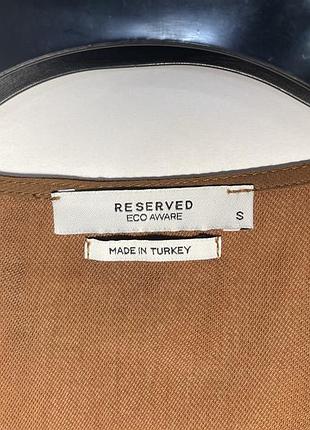 RESERVED
ECO AWARE
S
MADE IN TURKEY